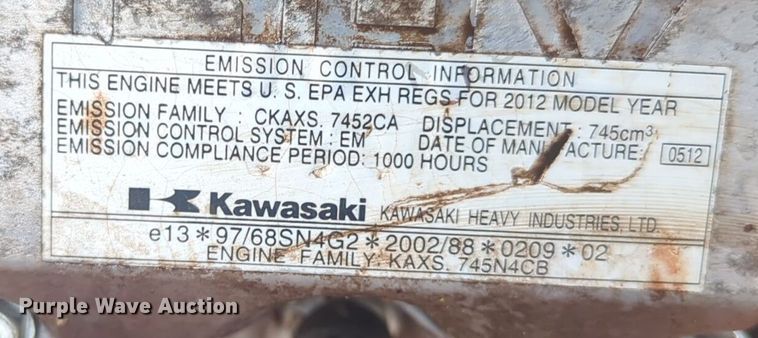 EMISSION CONTROL INFORMATION
THIS ENGINE MEETS U. S. EPA EXH REGS FOR 2012 MODEL YEAR
EMISSION FAMILY : CKAXS. 7452CA DISPLACEMENT : 745cm³
EMISSION CONTROL SYSTEM : EM DATE OF MANUFACTURE: 0512
EMISSION COMPLIANCE PERIOD: 1000 HOURS
Kawasaki KAWASAKI HEAVY INDUSTRIES, LTD.
e13*97/68SN4G2*2002/88*0209*02
ENGINE FAMILY: KAXS. 745N4CB
Purple Wave Auction